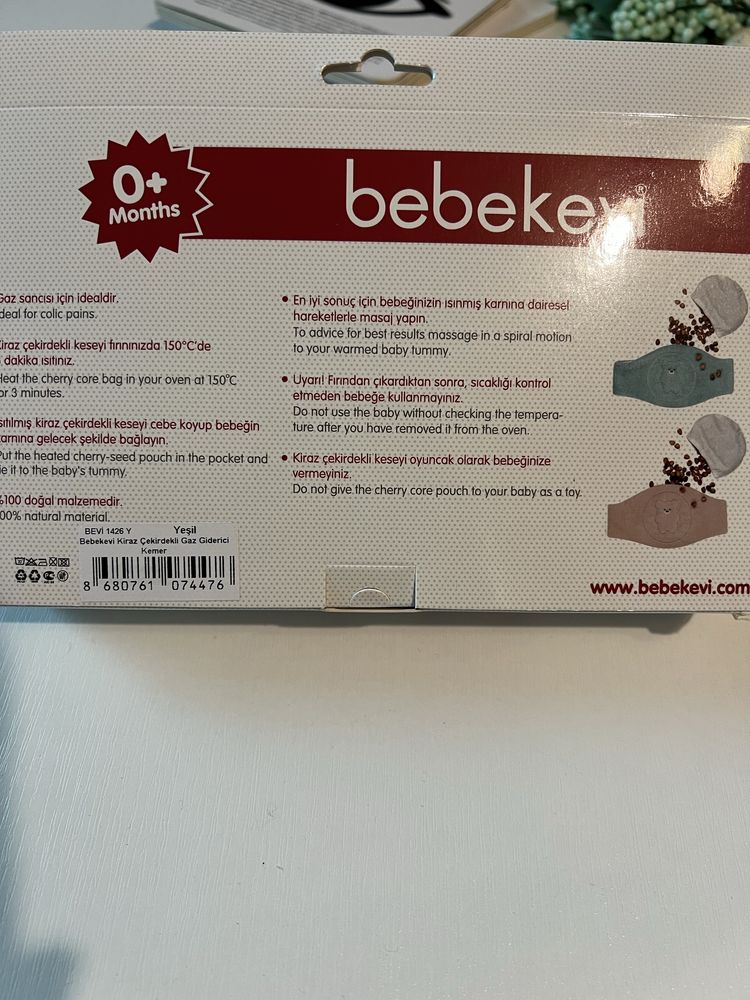 0+
Months
bebekevi
Gaz sancısı için idealdir.
Ideal for colic pains.
Kiraz çekirdekli keseyi fırınınızda 150°C'de
dakika ısıtınız.
Heat the cherry core bag in your oven at 150°C
for 3 minutes.
Isıtılmış kiraz çekirdekli keseyi cebe koyup bebeğin
karnına gelecek şekilde bağlayın.
Put the heated cherry-seed pouch in the pocket and
tie it to the baby's tummy.
%100 doğal malzemedir.
100% natural material.
• En iyi sonuç için bebeğinizin ısınmış karnına dairesel
hareketlerle masaj yapın.
To advice for best results massage in a spiral motion
to your warmed baby tummy.
• Uyarı! Fırından çıkardıktan sonra, sıcaklığı kontrol
etmeden bebeğe kullanmayınız.
Do not use the baby without checking the tempera-
ture after you have removed it from the oven.
• Kiraz çekirdekli keseyi oyuncak olarak bebeğinize
vermeyiniz.
Do not give the cherry core pouch to your baby as a toy.
BEVİ 1426 Y Yeşil
Bebekevi Kiraz Çekirdekli Gaz Giderici
Kemer
8 680761 074476
www.bebekevi.com